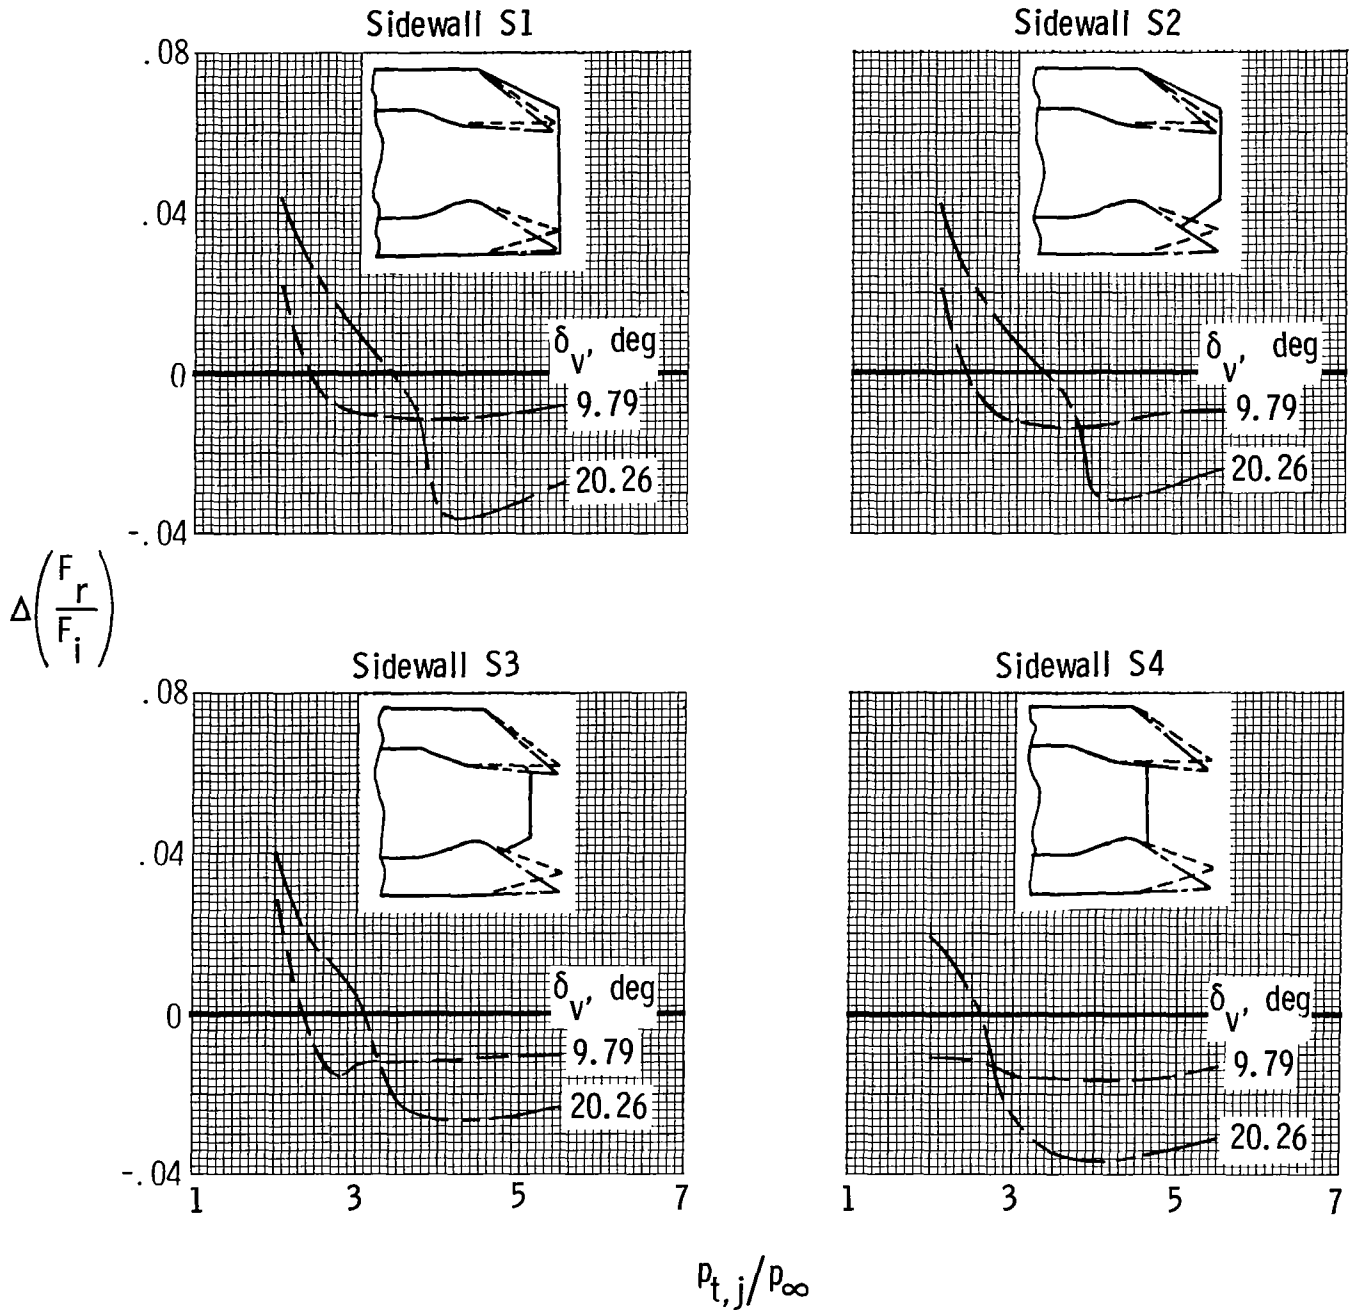 Sidewall S1
Sidewall S2
.08
.04
0
-.04
δv, deg
9.79
20.26
δv, deg
9.79
20.26
Δ(Fr/Fi)
Sidewall S3
Sidewall S4
.08
.04
0
-.04
δv, deg
9.79
20.26
δv, deg
9.79
20.26
1 3 5 7
1 3 5 7
pt,j/p∞